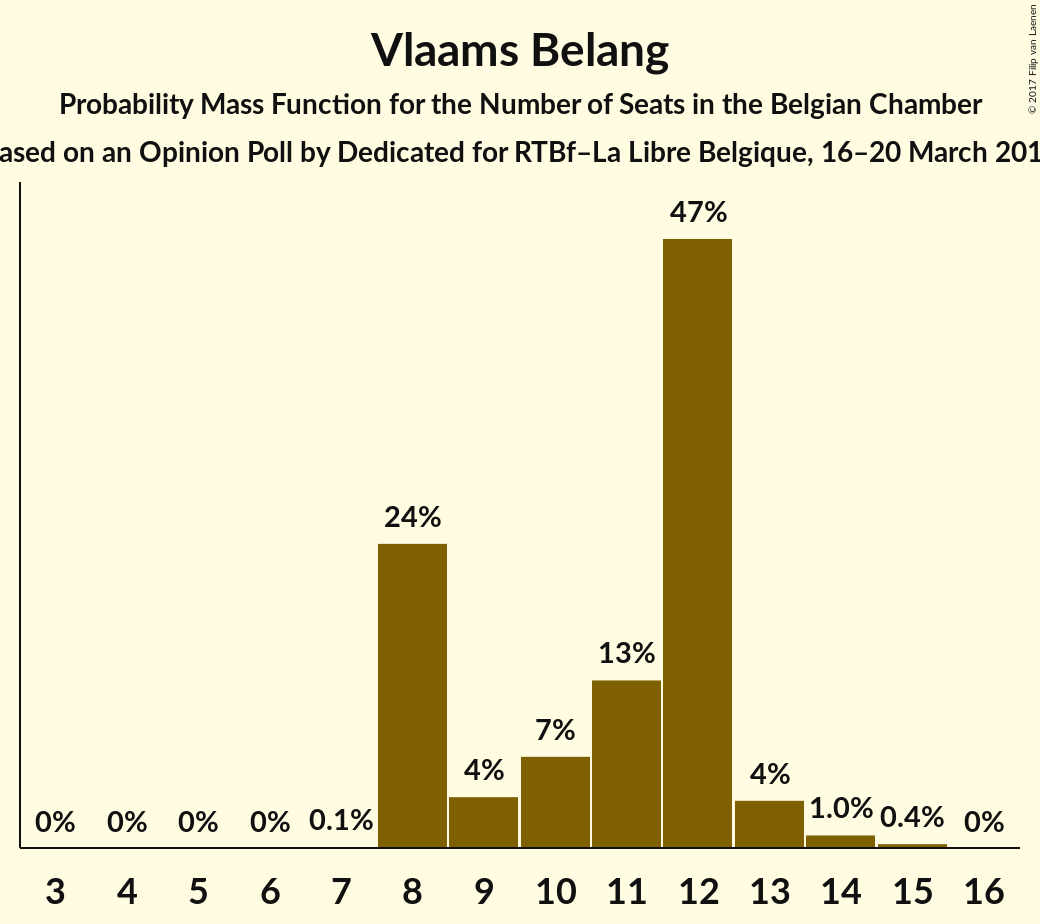 Vlaams Belang
Probability Mass Function for the Number of Seats in the Belgian Chamber
ased on an Opinion Poll by Dedicated for RTBf–La Libre Belgique, 16–20 March 201
© 2017 Filip van Laenen
47%
24%
13%
7%
4%
4%
0% 0% 0% 0% 0.1% 1.0% 0.4% 0%
3 4 5 6 7 8 9 10 11 12 13 14 15 16